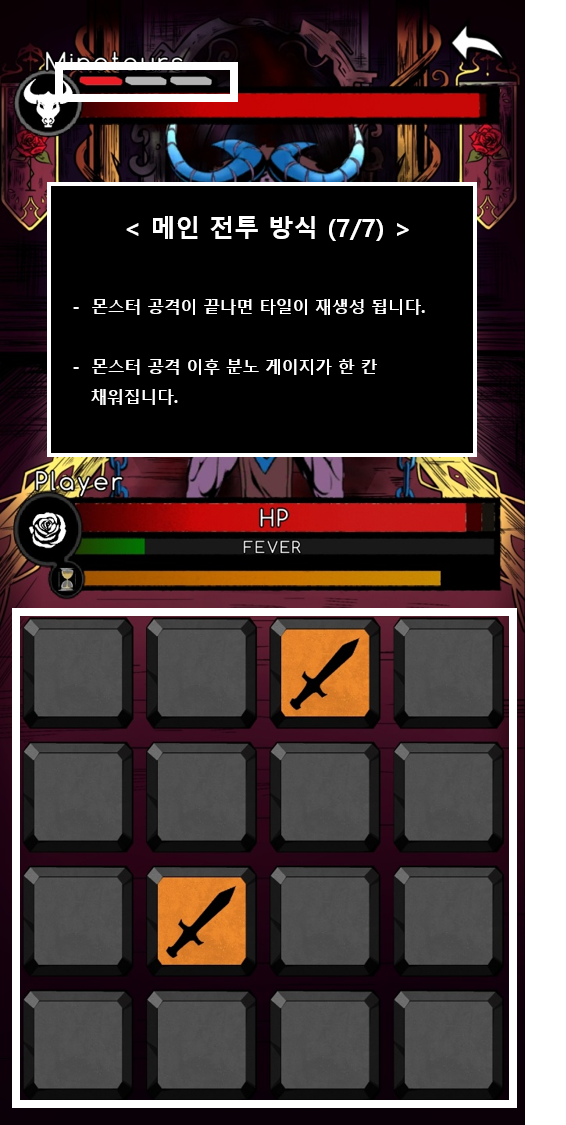 Minotours
< 메인 전투 방식 (7/7) >
- 몬스터 공격이 끝나면 타일이 재생성 됩니다.
- 몬스터 공격 이후 분노 게이지가 한 칸
채워집니다.
Player
HP
FEVER